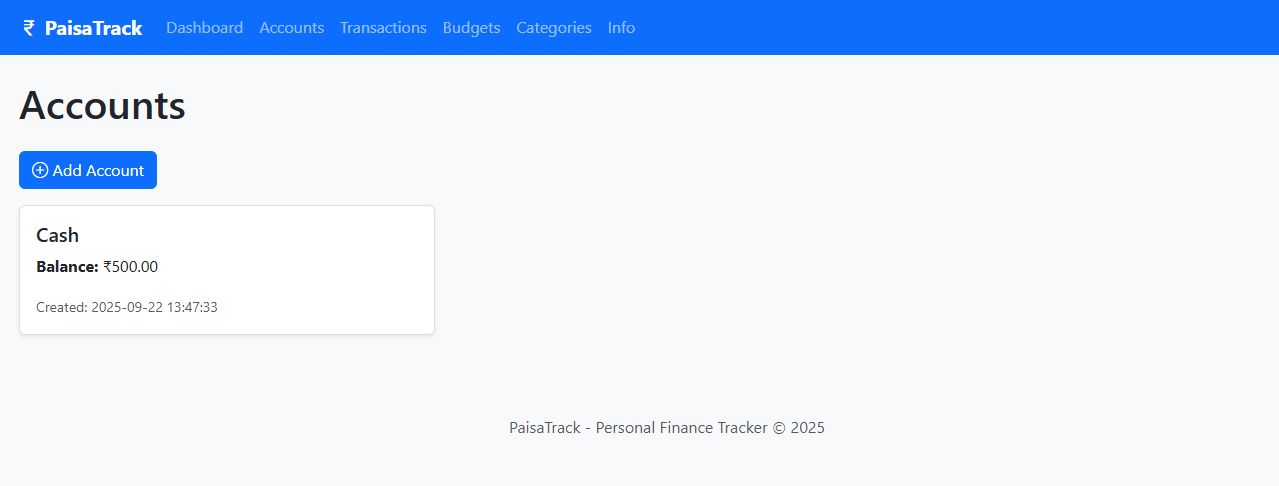 ₹ PaisaTrack Dashboard Accounts Transactions Budgets Categories Info
Accounts
Add Account
Cash
Balance: ₹500.00
Created: 2025-09-22 13:47:33
PaisaTrack - Personal Finance Tracker © 2025